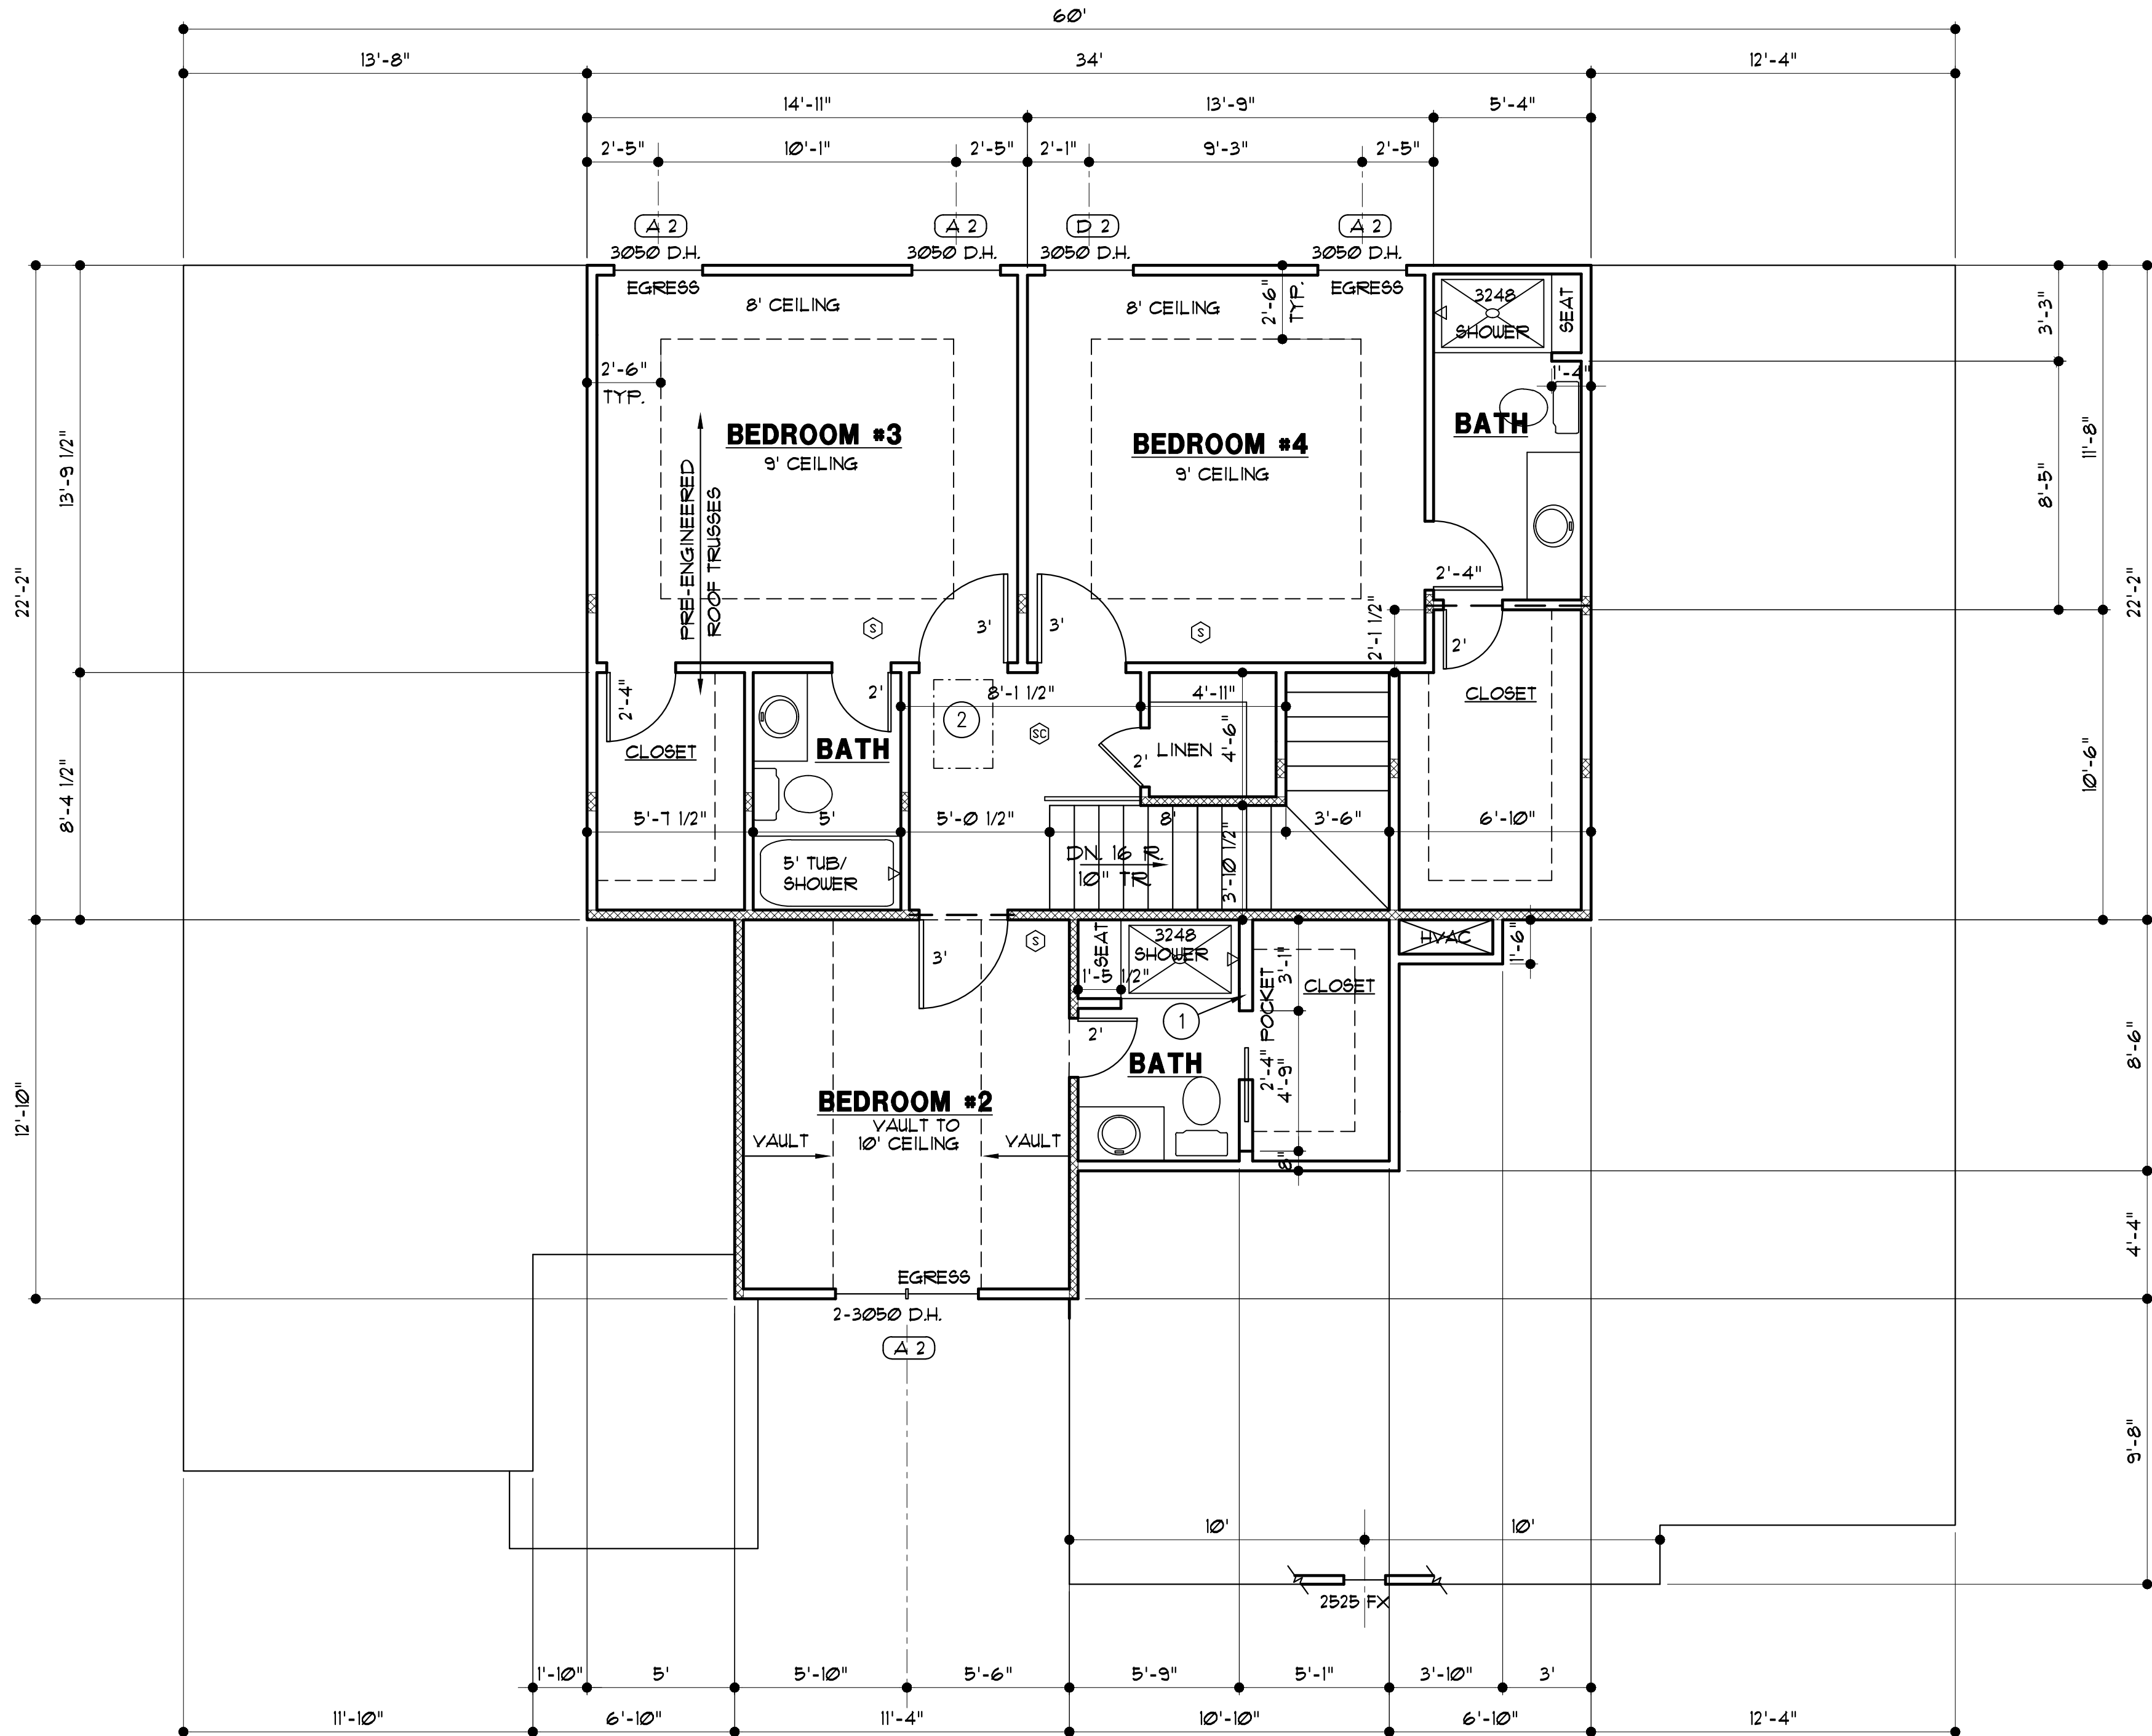 60'
13'-8" 34' 12'-4"
14'-11" 13'-9" 5'-4"
2'-5" 10'-1" 2'-5" 2'-1" 9'-3" 2'-5"
A 2 A 2 D 2 A 2
3050 D.H. 3050 D.H. 3050 D.H. 3050 D.H.
EGRESS EGRESS
8' CEILING 8' CEILING
2'-6"
TYP.
3248
SHOWER
SEAT
3'-3"
2'-6"
TYP.
1'-4"
BEDROOM #3
9' CEILING
BEDROOM #4
9' CEILING
BATH
PRE-ENGINEERED
ROOF TRUSSES
13'-9 1/2"
22'-2"
8'-5"
11'-8"
22'-2"
2'-4"
S
3'
3'
S
2'-1 1/2"
2'
2'-4"
2'
8'-1 1/2"
4'-11"
CLOSET
2
SC
CLOSET
BATH
2'
LINEN
4'-6"
8'-4 1/2"
10'-6"
5'-7 1/2" 5' 5'-0 1/2" 8' 3'-6" 6'-10"
5' TUB/
SHOWER
DN. 16 R.
10" TR.
3'-10 1/2"
S
3'
SEAT
3248
SHOWER
1'-5 1/2"
3'-1"
CLOSET
HVAC
1'-6"
1
2'
2'-4" POCKET
4'-9"
BATH
8"
12'-10"
8'-6"
BEDROOM #2
VAULT TO
10' CEILING
VAULT VAULT
4'-4"
EGRESS
2-3050 D.H.
A 2
9'-8"
10' 10'
2525 FX
1'-10" 5' 5'-10" 5'-6" 5'-9" 5'-1" 3'-10" 3'
11'-10" 6'-10" 11'-4" 10'-10" 6'-10" 12'-4"